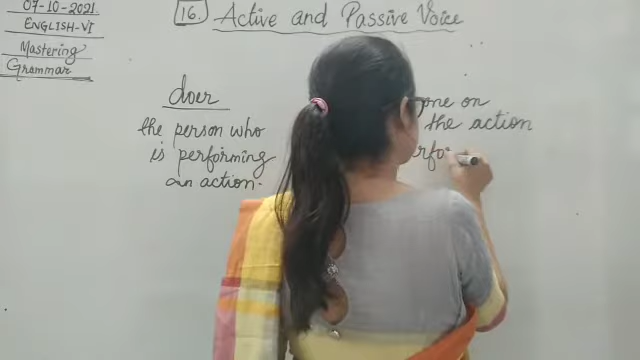 07-10-2021.
ENGLISH-VI
Mastering
Grammar
16. Active and Passive Voice
doer
the person who
is performing
an action.
one on
the action